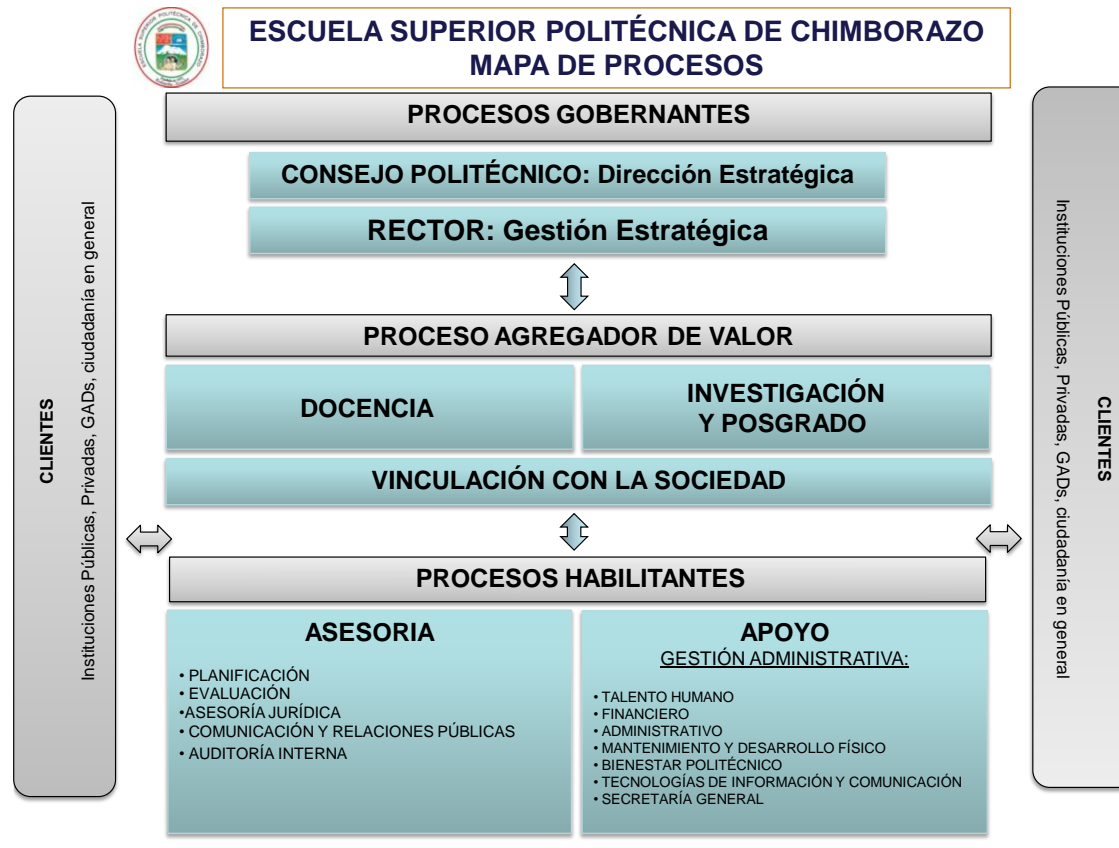 ESCUELA SUPERIOR POLITÉCNICA DE CHIMBORAZO
MAPA DE PROCESOS
CLIENTES
Instituciones Públicas, Privadas, GADs, ciudadanía en general
PROCESOS GOBERNANTES
CONSEJO POLITÉCNICO: Dirección Estratégica
RECTOR: Gestión Estratégica
PROCESO AGREGADOR DE VALOR
DOCENCIA
INVESTIGACIÓN
Y POSGRADO
VINCULACIÓN CON LA SOCIEDAD
PROCESOS HABILITANTES
ASESORIA
• PLANIFICACIÓN
• EVALUACIÓN
•ASESORÍA JURÍDICA
• COMUNICACIÓN Y RELACIONES PÚBLICAS
• AUDITORÍA INTERNA
APOYO
GESTIÓN ADMINISTRATIVA:
• TALENTO HUMANO
• FINANCIERO
• ADMINISTRATIVO
• MANTENIMIENTO Y DESARROLLO FÍSICO
• BIENESTAR POLITÉCNICO
• TECNOLOGÍAS DE INFORMACIÓN Y COMUNICACIÓN
• SECRETARÍA GENERAL
CLIENTES
Instituciones Públicas, Privadas, GADs, ciudadanía en general